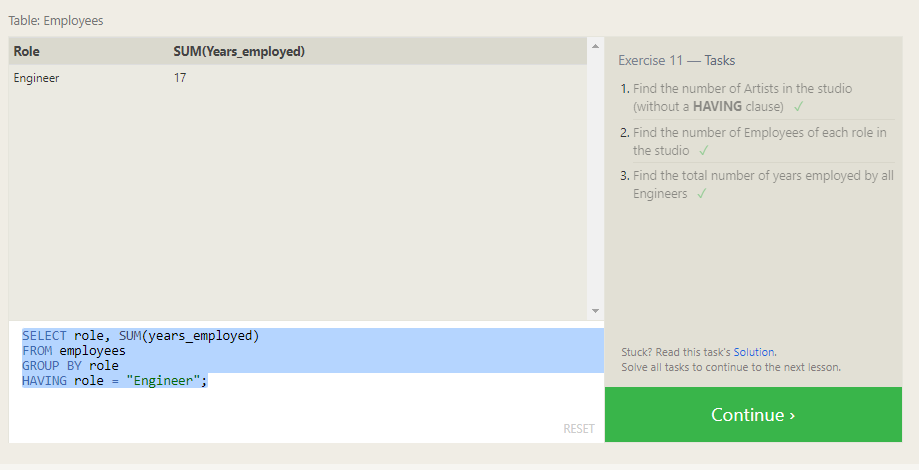 Table: Employees
Role SUM(Years_employed)
Engineer 17
SELECT role, SUM(years_employed)
FROM employees
GROUP BY role
HAVING role = "Engineer";
RESET
Exercise 11 — Tasks
1. Find the number of Artists in the studio
(without a HAVING clause) ✓
2. Find the number of Employees of each role in
the studio ✓
3. Find the total number of years employed by all
Engineers ✓
Stuck? Read this task's Solution.
Solve all tasks to continue to the next lesson.
Continue ›